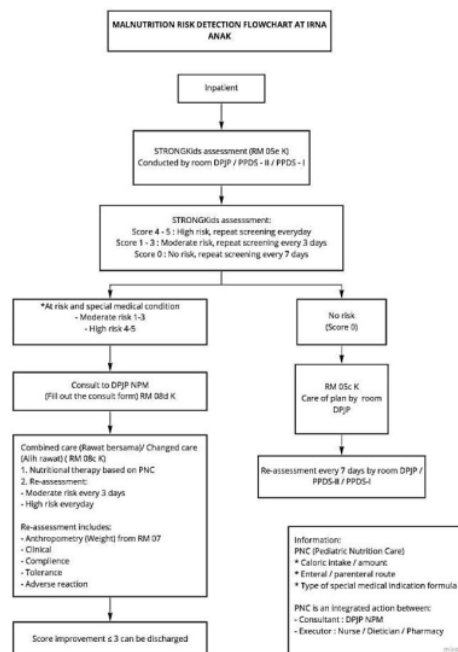 MALNUTRITION RISK DETECTION FLOWCHART AT IRNA
ANAK
Inpatient
STRONGKids assessment (RM 05e K)
Conducted by room DPJP / PPDS - II / PPDS - I
STRONGKids assesssment:
Score 4 - 5 : High risk, repeat screening everyday
Score 1 - 3 : Moderate risk, repeat screening every 3 days
Score 0 : No risk, repeat screening every 7 days
*At risk and special medical condition
- Moderate risk 1-3
- High risk 4-5
No risk
(Score 0)
Consult to DPJP NPM
(Fill out the consult form) RM 08d K
RM 05c K
Care of plan by room
DPJP
Combined care (Rawat bersama)/ Changed care
(Alih rawat) ( RM 08c K)
1. Nutritional therapy based on PNC
2. Re-assessment:
- Moderate risk every 3 days
- High risk everyday
Re-assessment includes:
- Anthropometry (Weight) from RM 07
- Clinical
- Complience
- Tolerance
- Adverse reaction
Re-assessment every 7 days by room DPJP /
PPDS-II / PPDS-I
Score improvement ≤ 3 can be discharged
Information:
PNC (Pediatric Nutrition Care)
* Caloric intake / amount
* Enteral / parenteral route
* Type of special medical indication formula
PNC is an integrated action between:
- Consultant : DPJP NPM
- Executor : Nurse / Dietician / Pharmacy